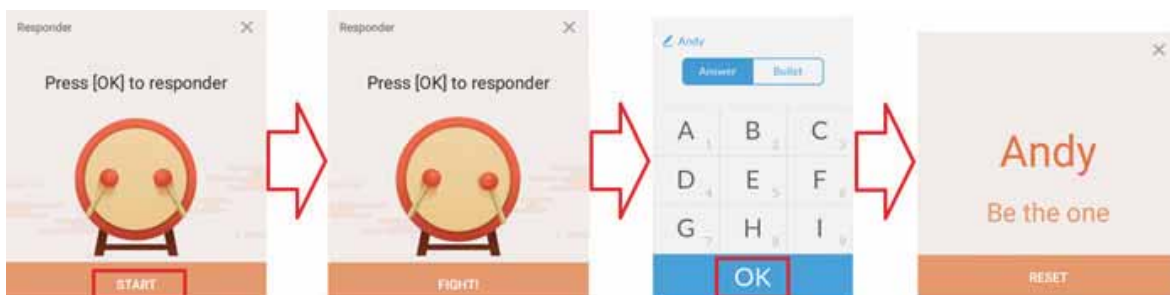 Responder
Press [OK] to responder
START
Responder
Press [OK] to responder
FIGHT!
Andy
Answer Bullet
A 1 B 2 C 3
D 4 E 5 F 6
G 7 H 8 I 9
OK
Andy
Be the one
RESET